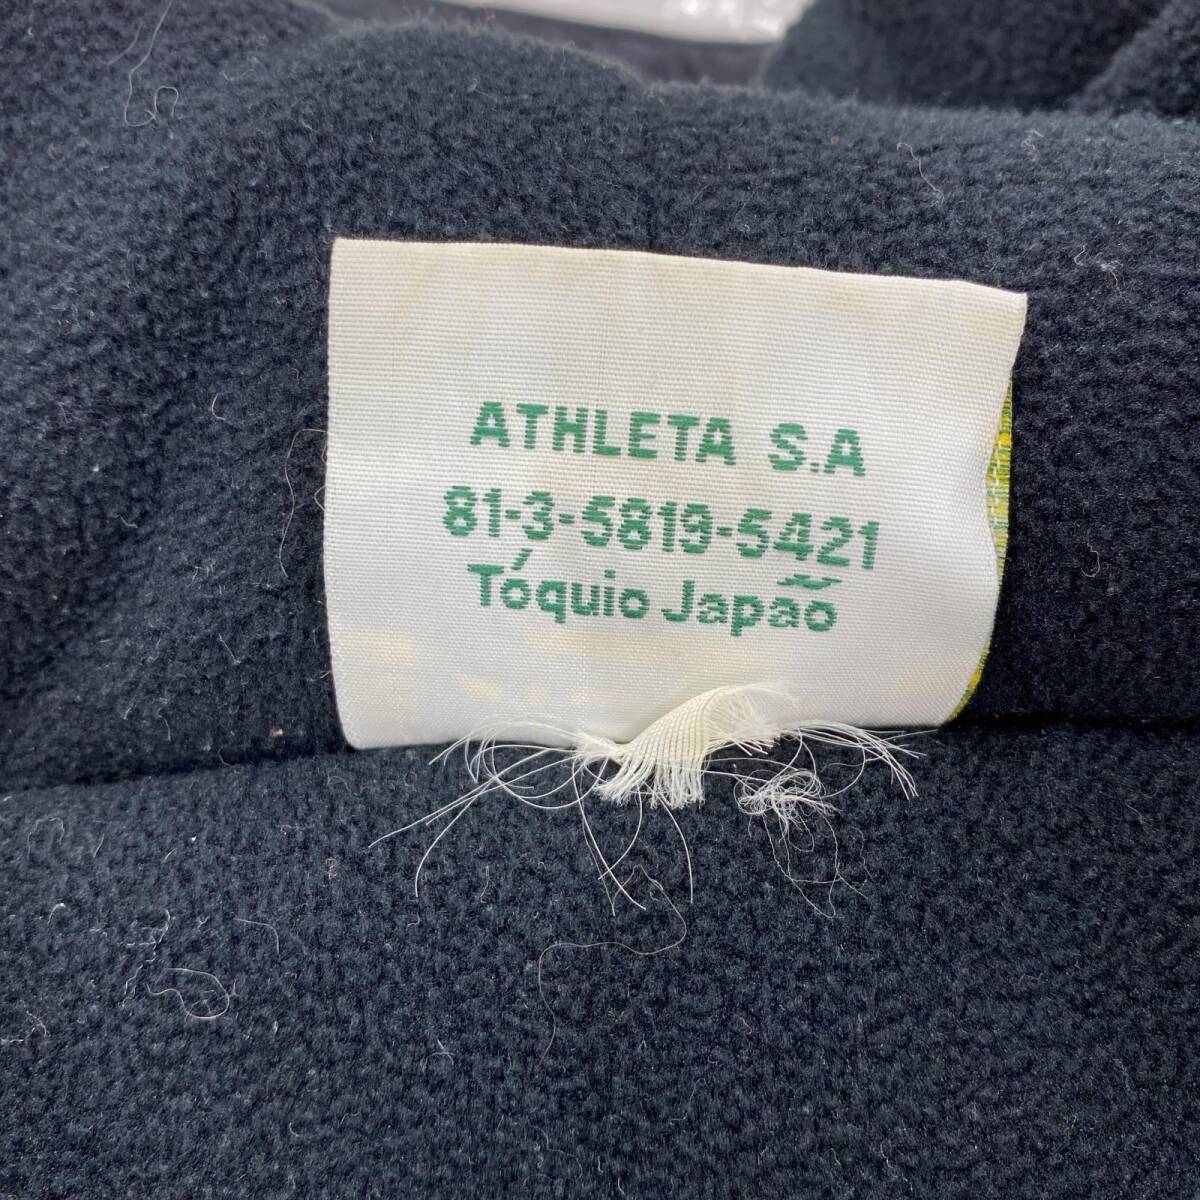 ATHLETA S.A
81-3-5819-5421
Tóquio Japão